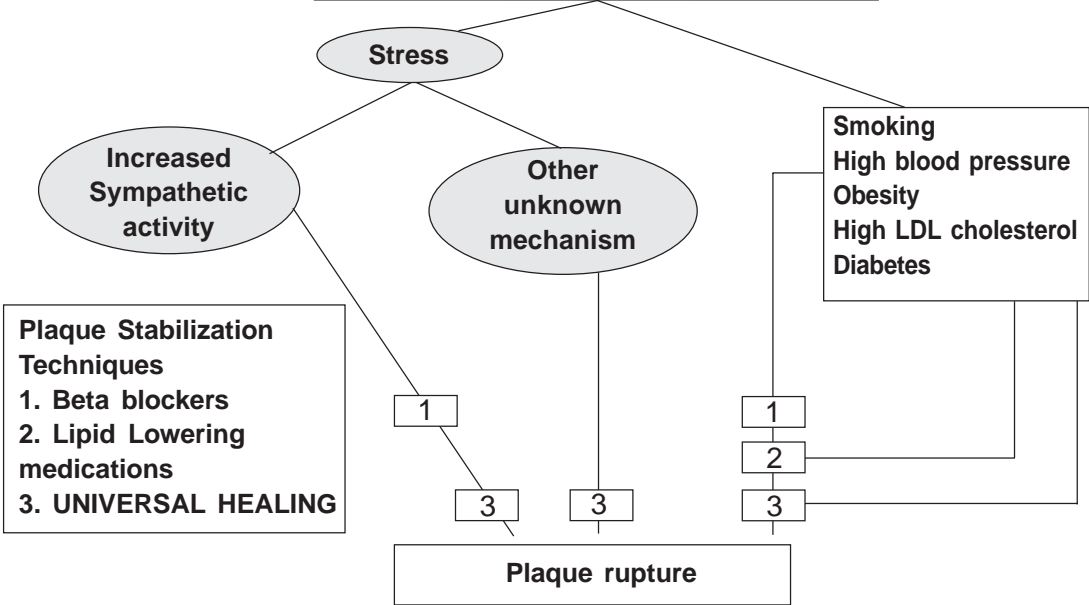 Stress
Increased
Sympathetic
activity
Other
unknown
mechanism
Smoking
High blood pressure
Obesity
High LDL cholesterol
Diabetes
Plaque Stabilization
Techniques
1. Beta blockers
2. Lipid Lowering
medications
3. UNIVERSAL HEALING
1
1
2
3
3
3
Plaque rupture